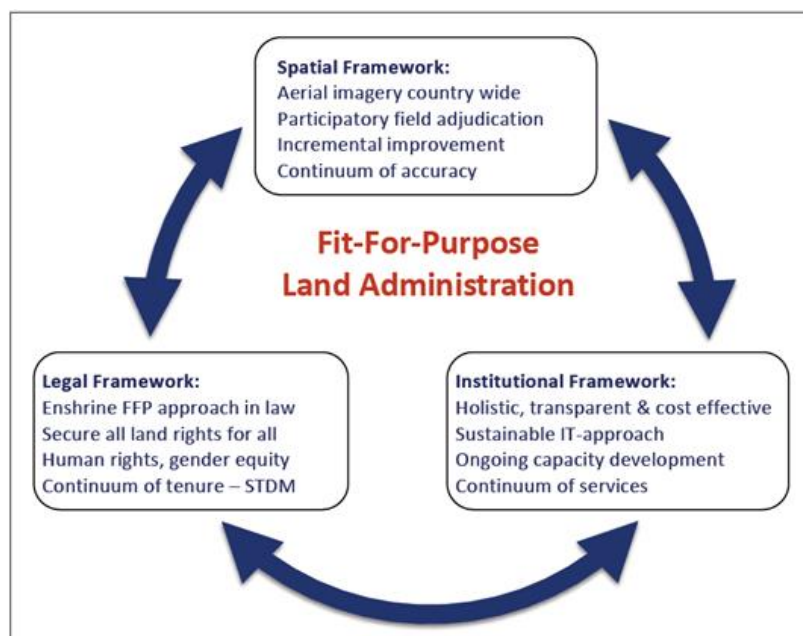 Spatial Framework:
Aerial imagery country wide
Participatory field adjudication
Incremental improvement
Continuum of accuracy
Fit-For-Purpose
Land Administration
Legal Framework:
Enshrine FFP approach in law
Secure all land rights for all
Human rights, gender equity
Continuum of tenure – STDM
Institutional Framework:
Holistic, transparent & cost effective
Sustainable IT-approach
Ongoing capacity development
Continuum of services